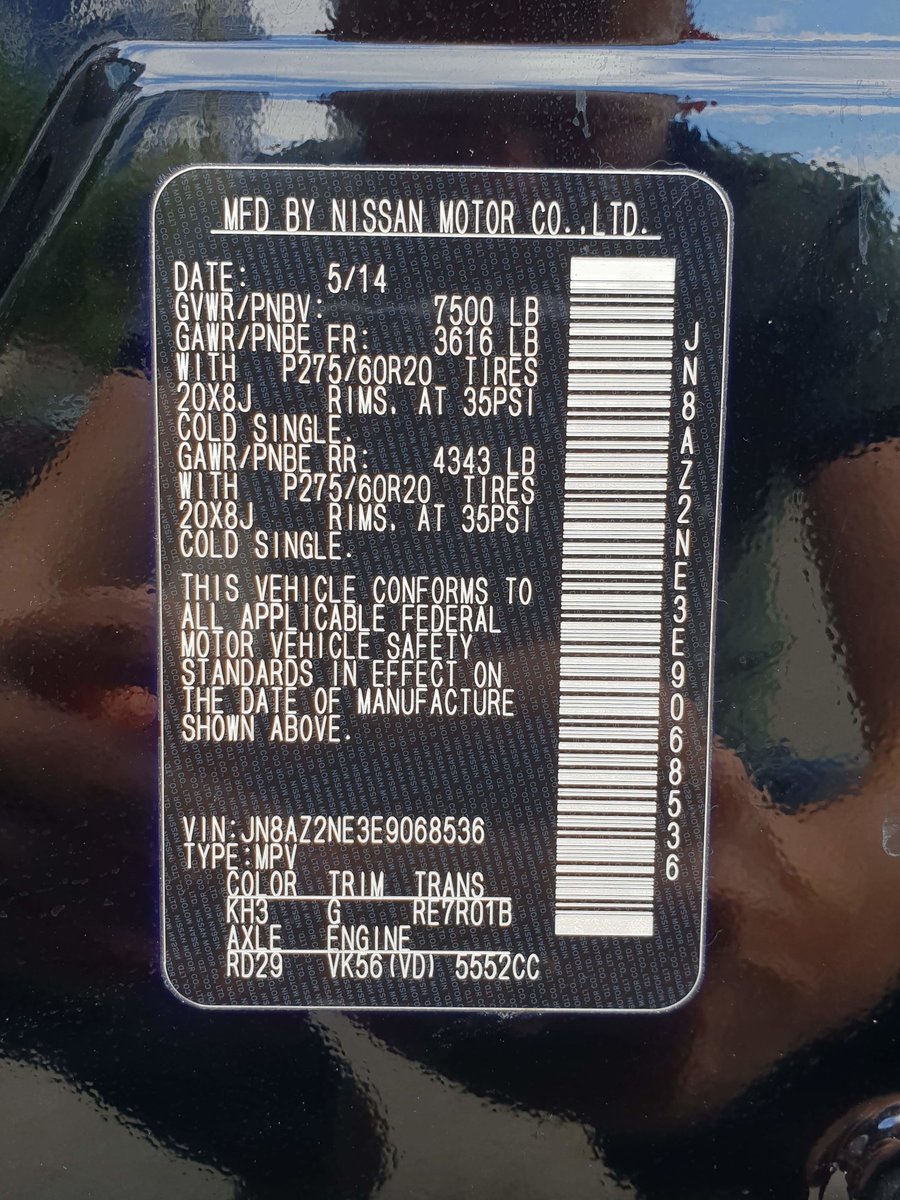 MFD BY NISSAN MOTOR CO.,LTD.
DATE: 5/14
GVWR/PNBV: 7500 LB
GAWR/PNBE FR: 3616 LB
WITH P275/60R20 TIRES
20X8J RIMS. AT 35PSI
COLD SINGLE.
GAWR/PNBE RR: 4343 LB
WITH P275/60R20 TIRES
20X8J RIMS. AT 35PSI
COLD SINGLE.
THIS VEHICLE CONFORMS TO
ALL APPLICABLE FEDERAL
MOTOR VEHICLE SAFETY
STANDARDS IN EFFECT ON
THE DATE OF MANUFACTURE
SHOWN ABOVE.
VIN:JN8AZ2NE3E9068536
TYPE:MPV
COLOR TRIM TRANS
KH3 G RE7R01B
AXLE ENGINE
RD29 VK56(VD) 5552CC
JN8AZ2NE3E9068536